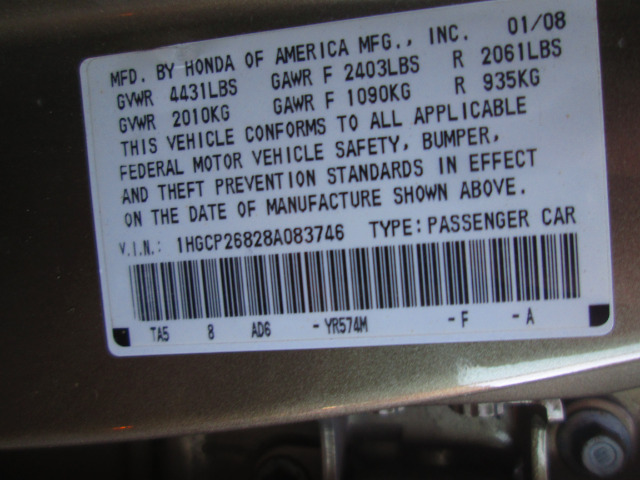 MFD. BY HONDA OF AMERICA MFG., INC. 01/08
GVWR 4431LBS GAWR F 2403LBS R 2061LBS
GVWR 2010KG GAWR F 1090KG R 935KG
THIS VEHICLE CONFORMS TO ALL APPLICABLE
FEDERAL MOTOR VEHICLE SAFETY, BUMPER,
AND THEFT PREVENTION STANDARDS IN EFFECT
ON THE DATE OF MANUFACTURE SHOWN ABOVE.
V.I.N.: 1HGCP26828A083746 TYPE: PASSENGER CAR
TA5 8 AD6 -YR574M -F -A